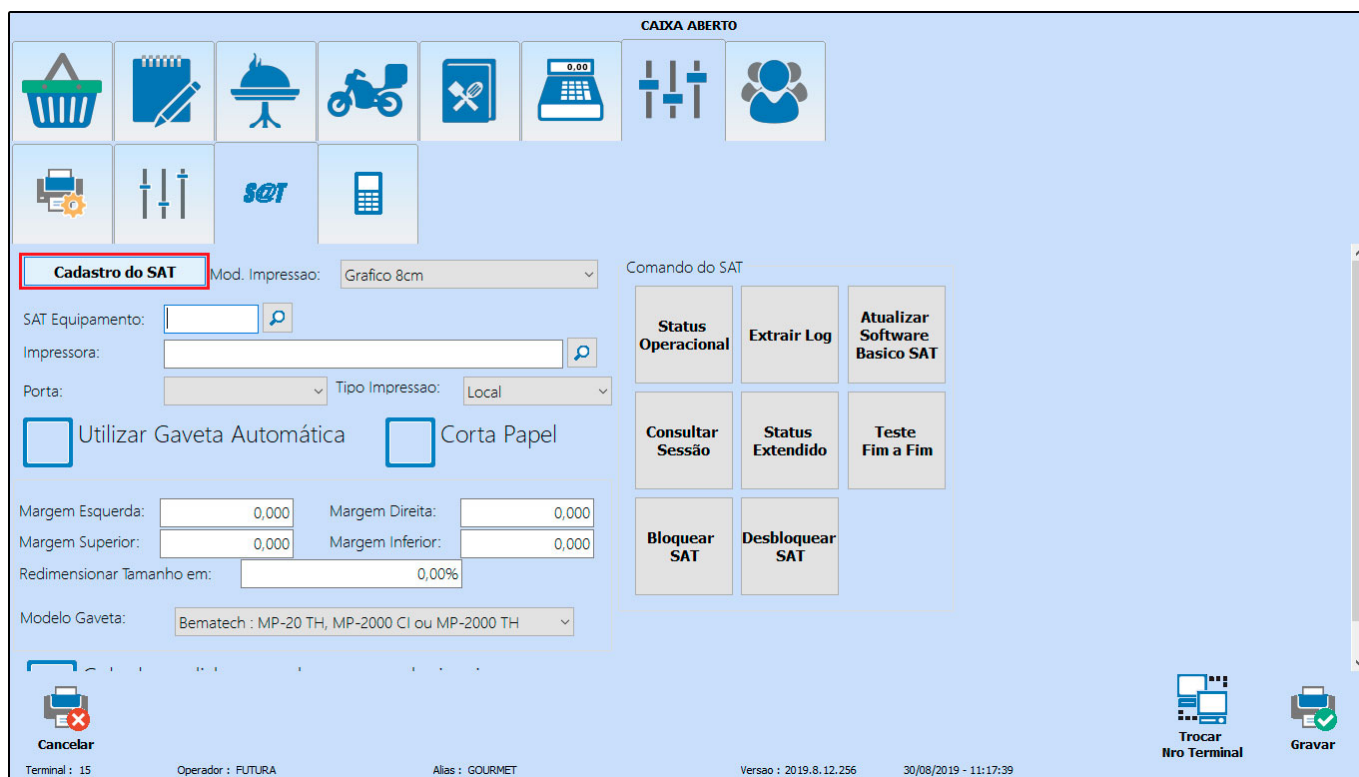 CAIXA ABERTO
0,00
S@T
Cadastro do SAT
Mod. Impressao: Grafico 8cm
SAT Equipamento:
Impressora:
Porta:
Tipo Impressao: Local
Utilizar Gaveta Automática
Corta Papel
Margem Esquerda: 0,000
Margem Direita: 0,000
Margem Superior: 0,000
Margem Inferior: 0,000
Redimensionar Tamanho em: 0,00%
Modelo Gaveta: Bematech : MP-20 TH, MP-2000 CI ou MP-2000 TH
Comando do SAT
Status
Operacional
Extrair Log
Atualizar
Software
Basico SAT
Consultar
Sessão
Status
Extendido
Teste
Fim a Fim
Bloquear
SAT
Desbloquear
SAT
Cancelar
Trocar
Nro Terminal
Gravar
Terminal : 15
Operador : FUTURA
Alias : GOURMET
Versao : 2019.8.12.256
30/08/2019 - 11:17:39